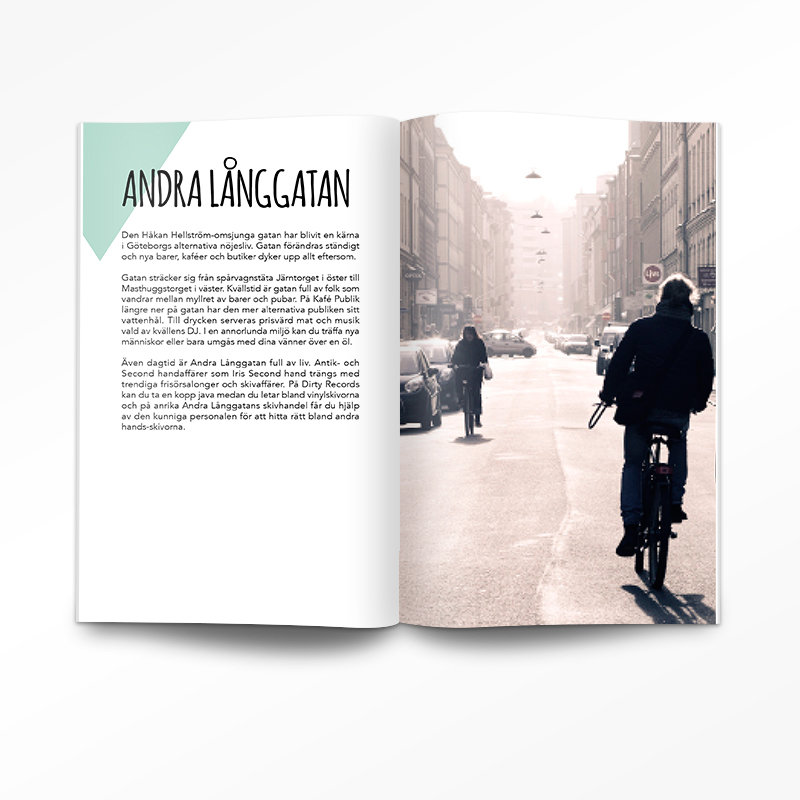 ANDRA LÅNGGATAN
Den Håkan Hellström-omsjunga gatan har blivit en kärna
i Göteborgs alternativa nöjesliv. Gatan förändras ständigt
och nya barer, kaféer och butiker dyker upp allt eftersom.
Gatan sträcker sig från spårvagnstäta Järntorget i öster till
Masthuggstorget i väster. Kvällstid är gatan full av folk som
vandrar mellan myllret av barer och pubar. På Kafé Publik
längre ner på gatan har den mer alternativa publiken sitt
vattenhål. Till drycken serveras prisvärd mat och musik
vald av kvällens DJ. I en annorlunda miljö kan du träffa nya
människor eller bara umgås med dina vänner över en öl.
Även dagtid är Andra Långgatan full av liv. Antik- och
Second handaffärer som Iris Second hand trängs med
trendiga frisörsalonger och skivaffärer. På Dirty Records
kan du ta en kopp java medan du letar bland vinylskivorna
och på anrika Andra Långgatans skivhandel får du hjälp
av den kunniga personalen för att hitta rätt bland andra
hands-skivorna.
LIVE